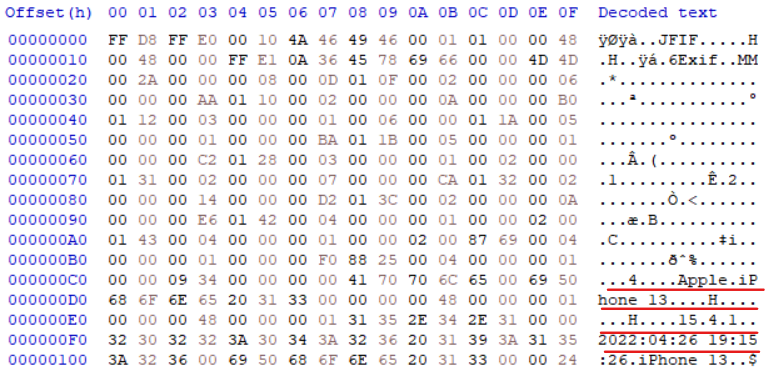 Offset(h) 00 01 02 03 04 05 06 07 08 09 0A 0B 0C 0D 0E 0F Decoded text
00000000 FF D8 FF E0 00 10 4A 46 49 46 00 01 01 00 00 48 ÿØÿà..JFIF.....H
00000010 00 48 00 00 FF E1 0A 36 45 78 69 66 00 00 4D 4D .H..ÿá.6Exif..MM
00000020 00 2A 00 00 00 08 00 0D 01 0F 00 02 00 00 00 06 .*..............
00000030 00 00 00 AA 01 10 00 02 00 00 00 0A 00 00 00 B0 ...ª...........°
00000040 01 12 00 03 00 00 00 01 00 06 00 00 01 1A 00 05 ................
00000050 00 00 00 01 00 00 00 BA 01 1B 00 05 00 00 00 01 .......º........
00000060 00 00 00 C2 01 28 00 03 00 00 00 01 00 02 00 00 ...Â.(..........
00000070 01 31 00 02 00 00 00 07 00 00 00 CA 01 32 00 02 .1.........Ê.2..
00000080 00 00 00 14 00 00 00 D2 01 3C 00 02 00 00 00 0A .......Ò.<......
00000090 00 00 00 E6 01 42 00 04 00 00 00 01 00 00 02 00 ...æ.B..........
000000A0 01 43 00 04 00 00 00 01 00 00 02 00 87 69 00 04 .C..........‡i..
000000B0 00 00 00 01 00 00 00 F0 88 25 00 04 00 00 00 01 .......ðˆ%......
000000C0 00 00 09 34 00 00 00 00 41 70 70 6C 65 00 69 50 ...4....Apple.iP
000000D0 68 6F 6E 65 20 31 33 00 00 00 00 48 00 00 00 01 hone 13....H....
000000E0 00 00 00 48 00 00 00 01 31 35 2E 34 2E 31 00 00 ...H....15.4.1..
000000F0 32 30 32 32 3A 30 34 3A 32 36 20 31 39 3A 31 35 2022:04:26 19:15
00000100 3A 32 36 00 69 50 68 6F 6E 65 20 31 33 00 00 24 :26.iPhone 13..$